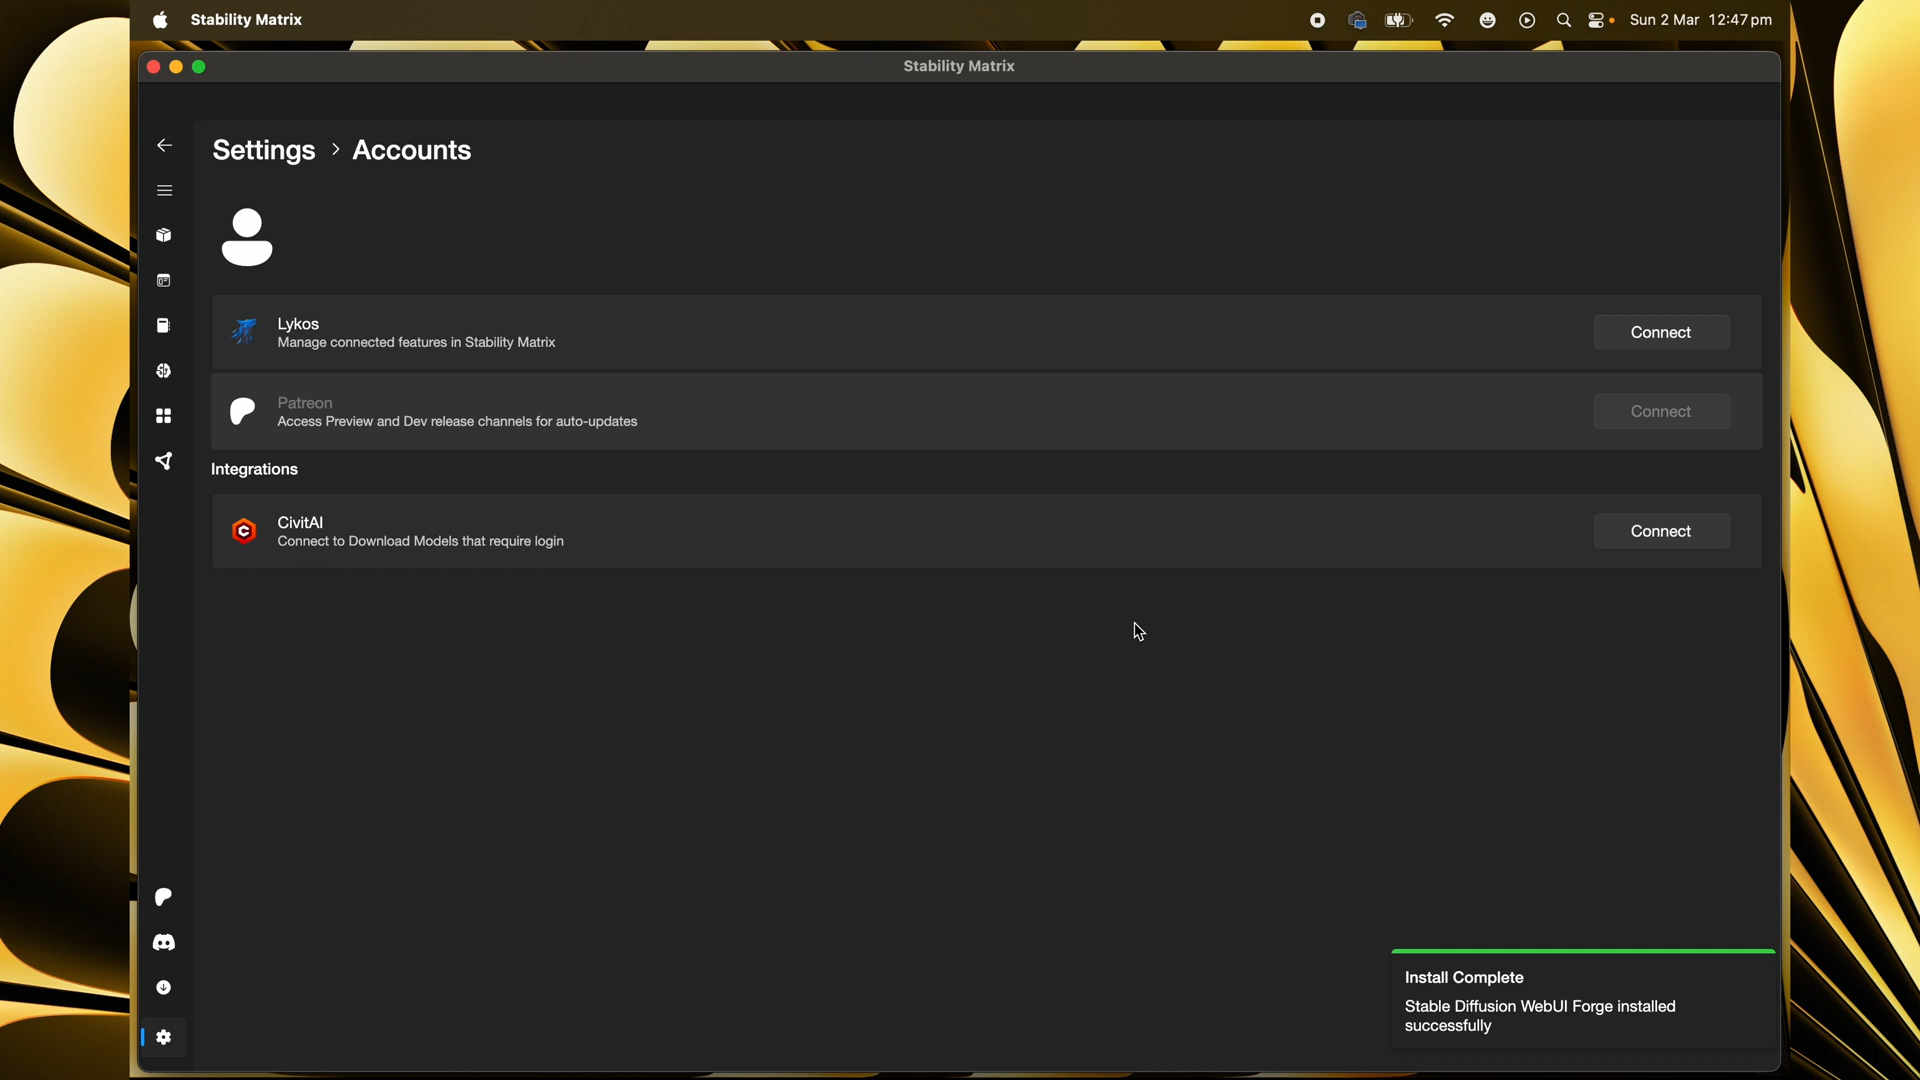 Stability Matrix
Sun 2 Mar 12:47 pm
Stability Matrix
Settings > Accounts
Lykos
Manage connected features in Stability Matrix
Connect
Patreon
Access Preview and Dev release channels for auto-updates
Connect
Integrations
CivitAI
Connect to Download Models that require login
Connect
Install Complete
Stable Diffusion WebUI Forge installed
successfully